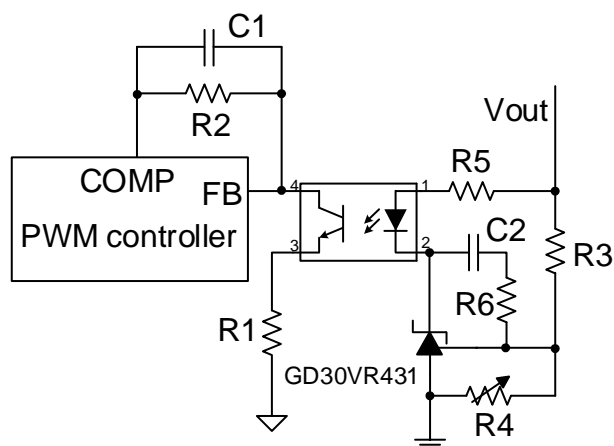 C1
R2
Vout
COMP
FB
PWM controller
4
1
3
2
R5
C2
R3
R6
R1
GD30VR431
R4